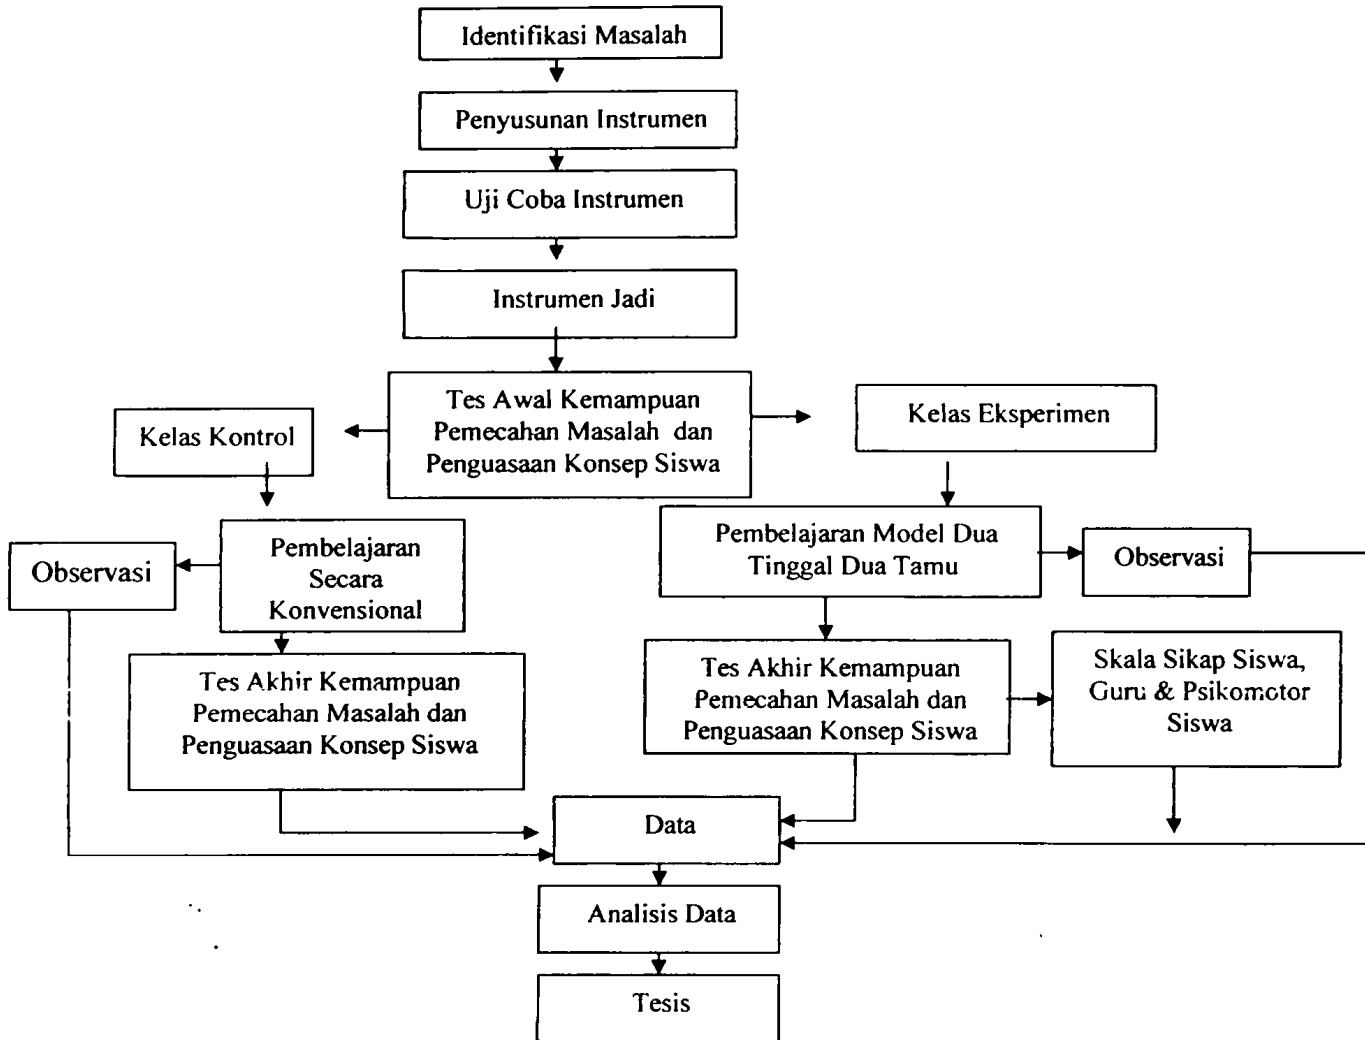 Identifikasi Masalah
Penyusunan Instrumen
Uji Coba Instrumen
Instrumen Jadi
Tes Awal Kemampuan
Pemecahan Masalah dan
Penguasaan Konsep Siswa
Kelas Kontrol
Kelas Eksperimen
Observasi
Pembelajaran
Secara
Konvensional
Pembelajaran Model Dua
Tinggal Dua Tamu
Observasi
Tes Akhir Kemampuan
Pemecahan Masalah dan
Penguasaan Konsep Siswa
Tes Akhir Kemampuan
Pemecahan Masalah dan
Penguasaan Konsep Siswa
Skala Sikap Siswa,
Guru & Psikomotor
Siswa
Data
Analisis Data
Tesis